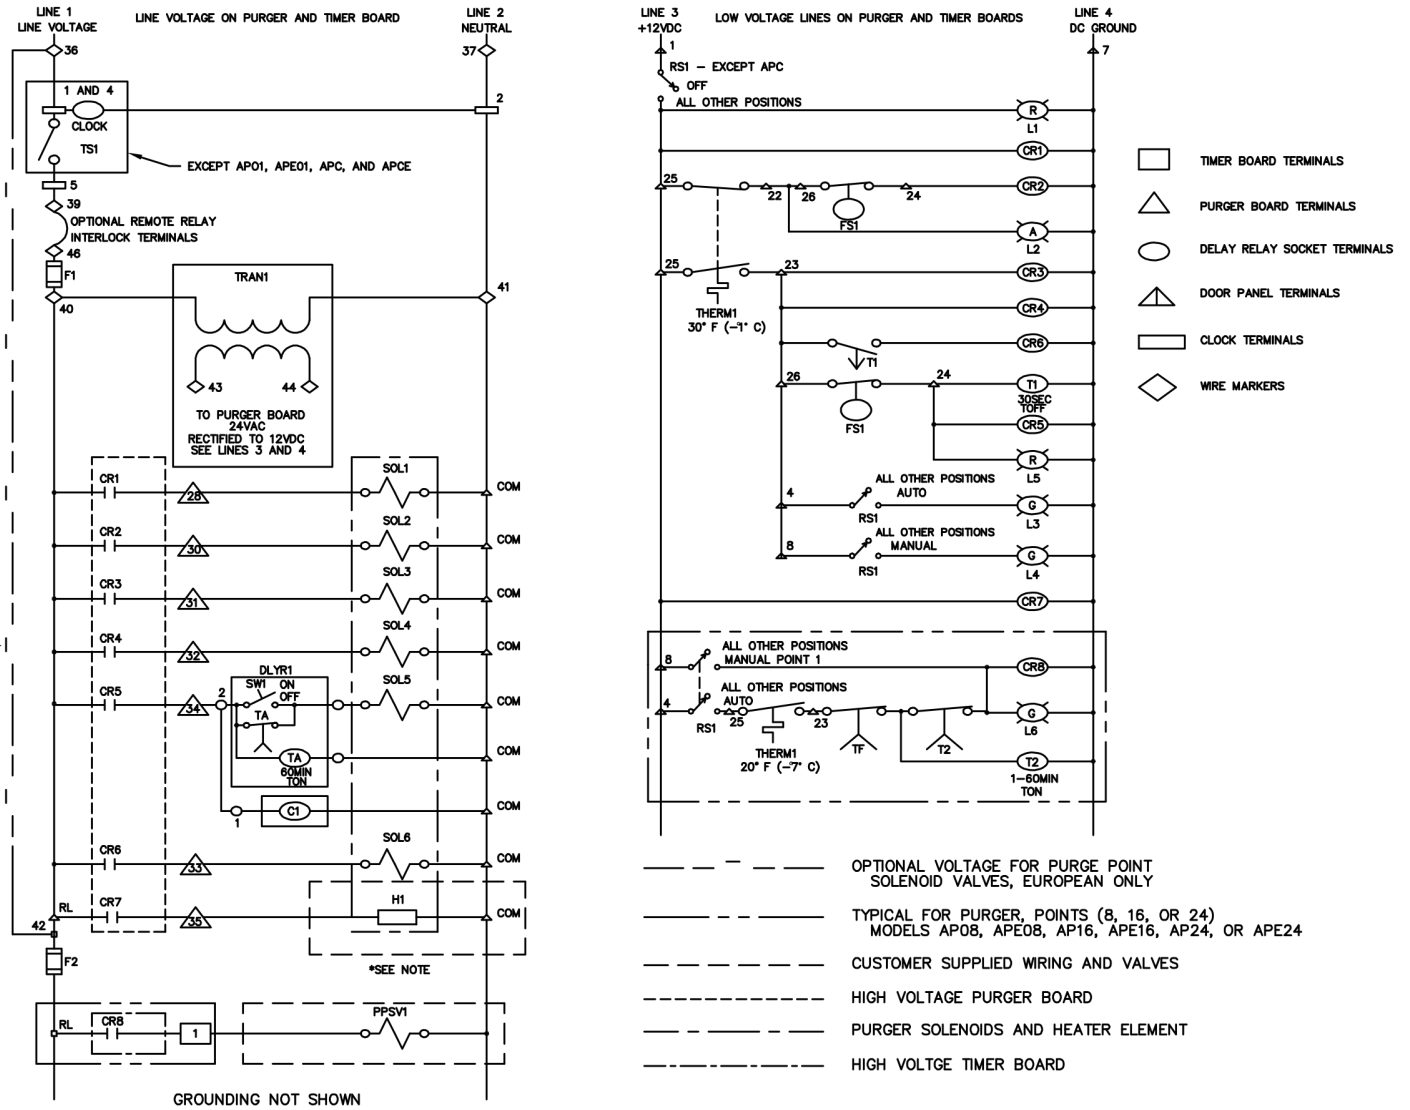 LINE 1
LINE VOLTAGE
LINE VOLTAGE ON PURGER AND TIMER BOARD
LINE 2
NEUTRAL
36
37
1 AND 4
CLOCK
TS1
2
EXCEPT AP01, APE01, APC, AND APCE
5
39
OPTIONAL REMOTE RELAY
INTERLOCK TERMINALS
46
F1
40
TRAN1
41
43
44
TO PURGER BOARD
24VAC
RECTIFIED TO 12VDC
SEE LINES 3 AND 4
CR1
28
SOL1
COM
CR2
30
SOL2
COM
CR3
31
SOL3
COM
CR4
32
SOL4
COM
CR5
34
2
DLYR1
SW1
ON
OFF
TA
SOL5
COM
TA
60MIN
TON
COM
1
C1
COM
CR6
33
SOL6
COM
RL
CR7
35
H1
COM
42
F2
*SEE NOTE
RL
CR8
1
PPSV1
GROUNDING NOT SHOWN
LINE 3
+12VDC
LOW VOLTAGE LINES ON PURGER AND TIMER BOARDS
LINE 4
DC GROUND
1
7
RS1 – EXCEPT APC
OFF
ALL OTHER POSITIONS
R
L1
CR1
25
22
26
FS1
24
CR2
A
L2
25
THERM1
30° F (–1° C)
23
CR3
CR4
T1
CR6
26
FS1
24
T1
30SEC
TOFF
CR5
R
L5
4
ALL OTHER POSITIONS
AUTO
RS1
G
L3
8
ALL OTHER POSITIONS
MANUAL
RS1
G
L4
CR7
8
ALL OTHER POSITIONS
MANUAL POINT 1
CR8
4
ALL OTHER POSITIONS
AUTO
RS1
25
THERM1
20° F (–7° C)
23
TF
T2
G
L6
T2
1–60MIN
TON
TIMER BOARD TERMINALS
PURGER BOARD TERMINALS
DELAY RELAY SOCKET TERMINALS
DOOR PANEL TERMINALS
CLOCK TERMINALS
WIRE MARKERS
OPTIONAL VOLTAGE FOR PURGE POINT
SOLENOID VALVES, EUROPEAN ONLY
TYPICAL FOR PURGER, POINTS (8, 16, OR 24)
MODELS AP08, APE08, AP16, APE16, AP24, OR APE24
CUSTOMER SUPPLIED WIRING AND VALVES
HIGH VOLTAGE PURGER BOARD
PURGER SOLENOIDS AND HEATER ELEMENT
HIGH VOLTGE TIMER BOARD